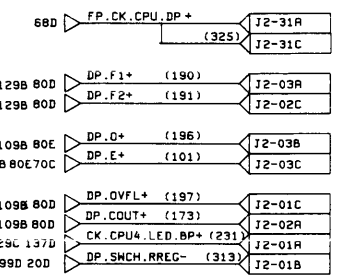 68D FP.CK.CPU.DP+ J2-31A
(325) J2-31C
129B 80D DP.F1+ (190) J2-03A
129B 80D DP.F2+ (191) J2-02C
109B 80E DP.0+ (196) J2-03B
B 80E70C DP.E+ (101) J2-03C
109B 80D DP.OVFL+ (197) J2-01C
109B 80D DP.COUT+ (173) J2-02A
29C 137D CK.CPU4.LED.BP+ (231) J2-01A
99D 20D DP.SWCH.RREG- (313) J2-01B